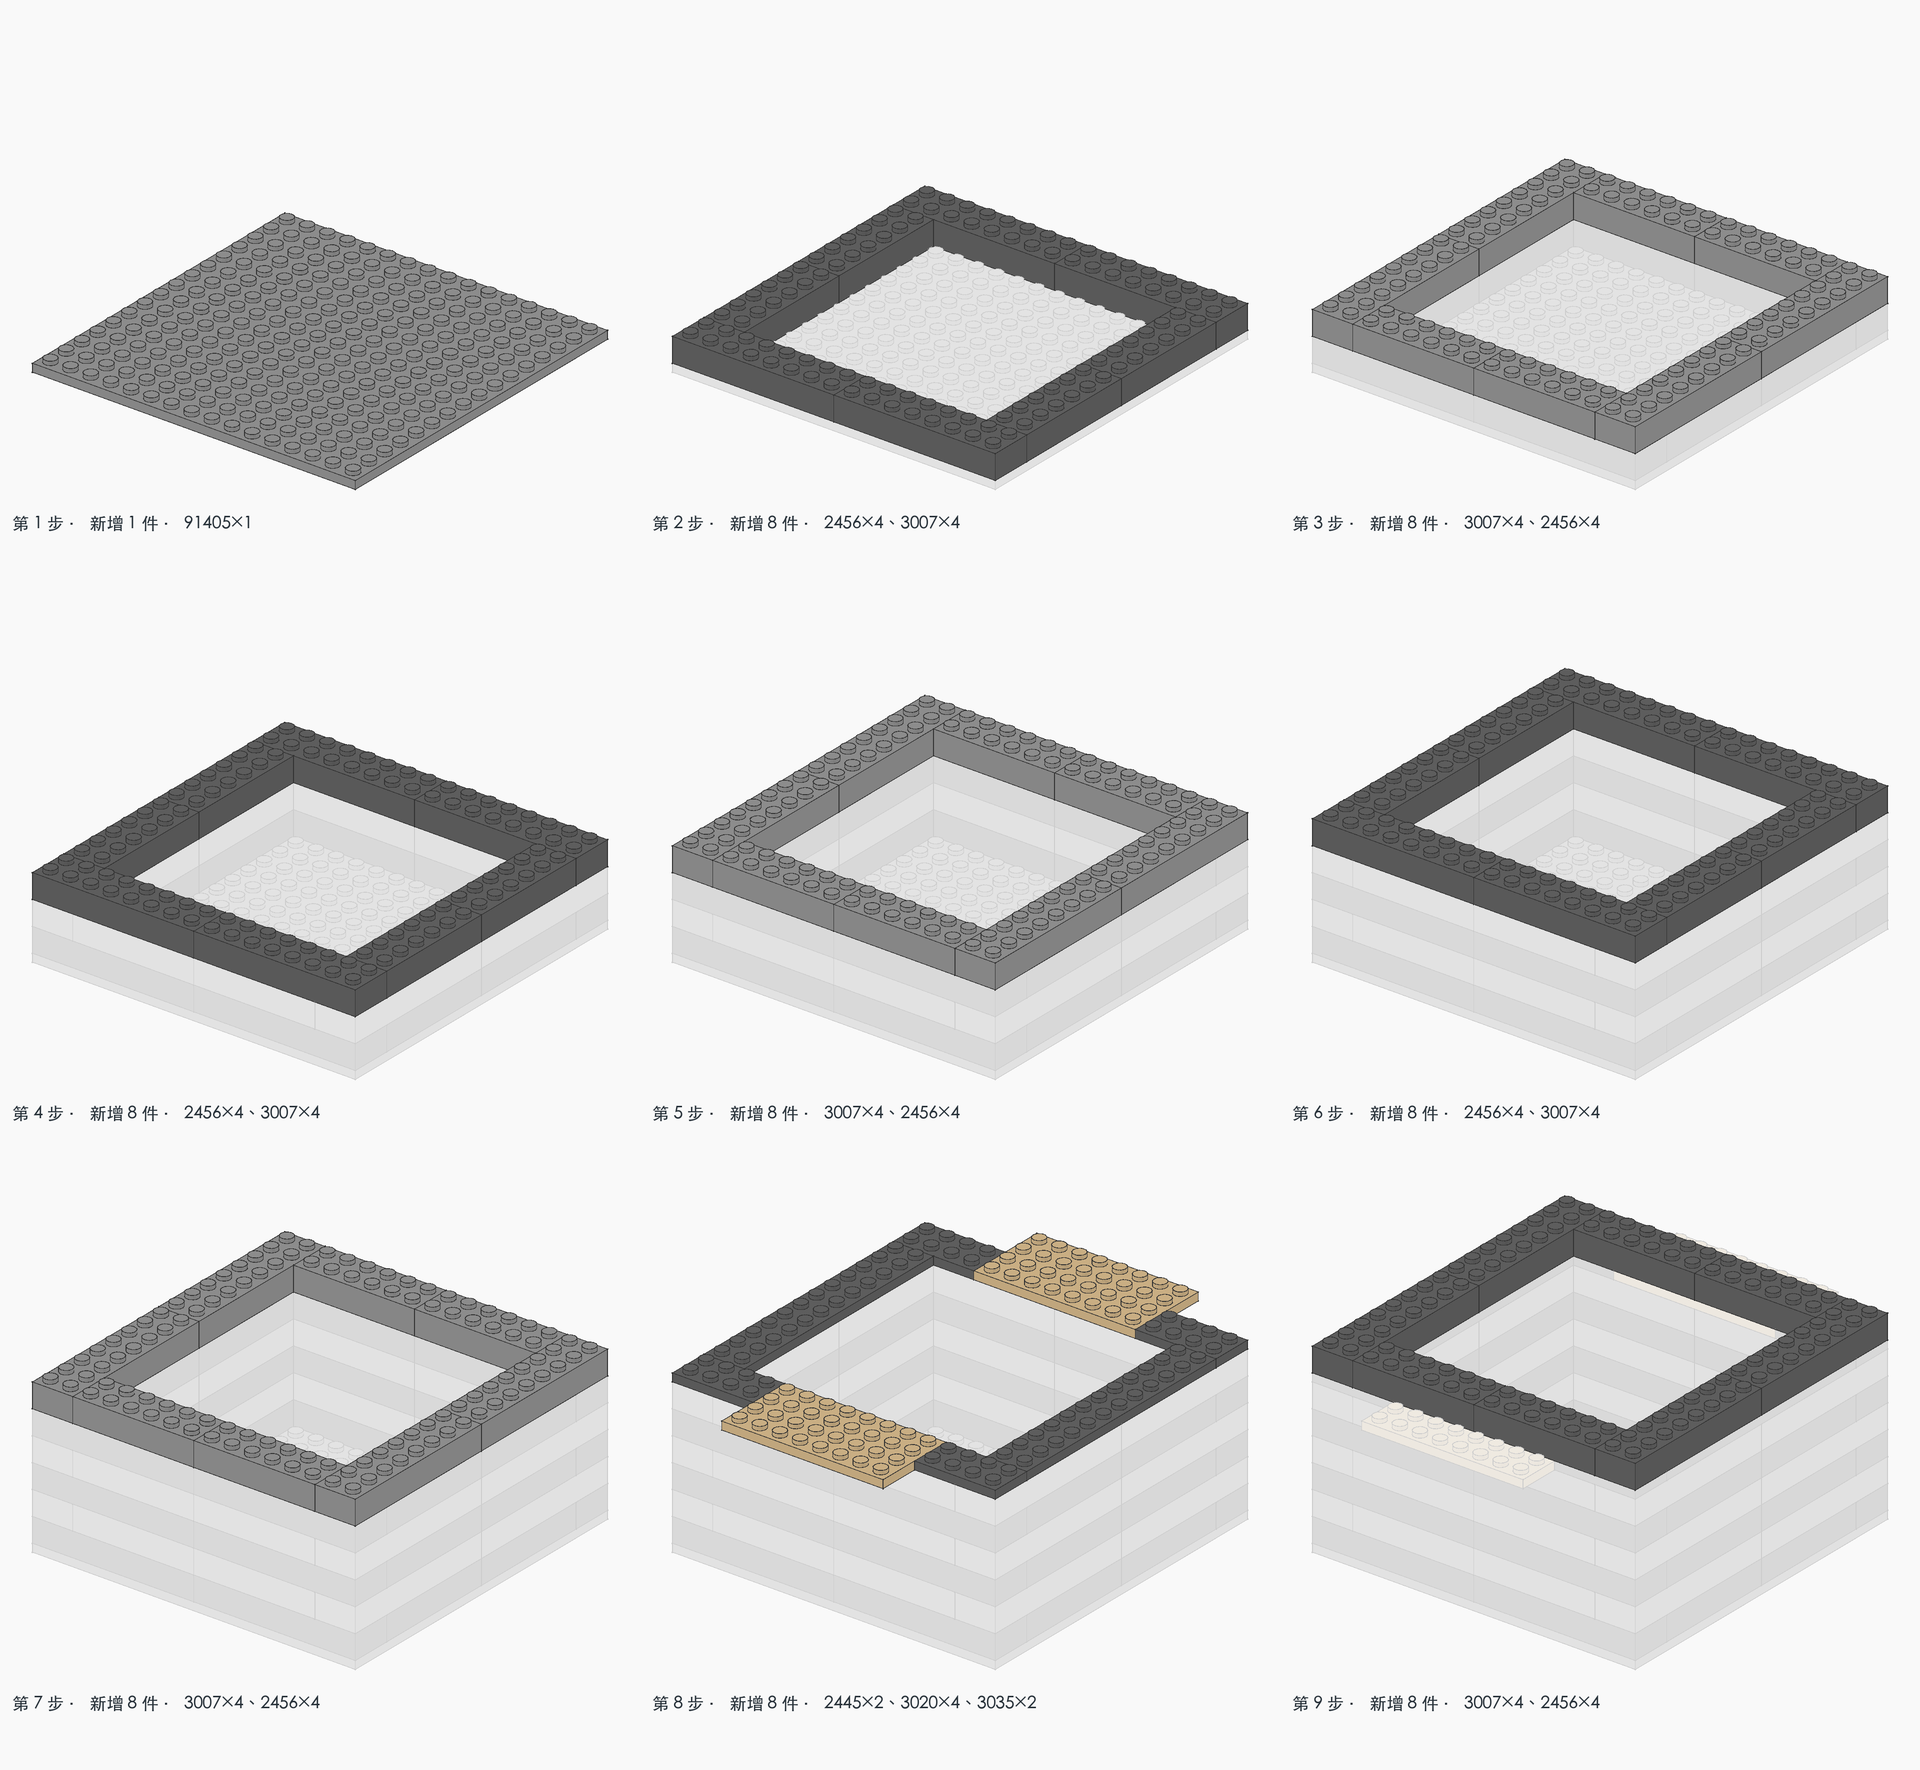 第 1 步 · 新增 1 件 · 91405×1
第 2 步 · 新增 8 件 · 2456×4、3007×4
第 3 步 · 新增 8 件 · 3007×4、2456×4
第 4 步 · 新增 8 件 · 2456×4、3007×4
第 5 步 · 新增 8 件 · 3007×4、2456×4
第 6 步 · 新增 8 件 · 2456×4、3007×4
第 7 步 · 新增 8 件 · 3007×4、2456×4
第 8 步 · 新增 8 件 · 2445×2、3020×4、3035×2
第 9 步 · 新增 8 件 · 3007×4、2456×4